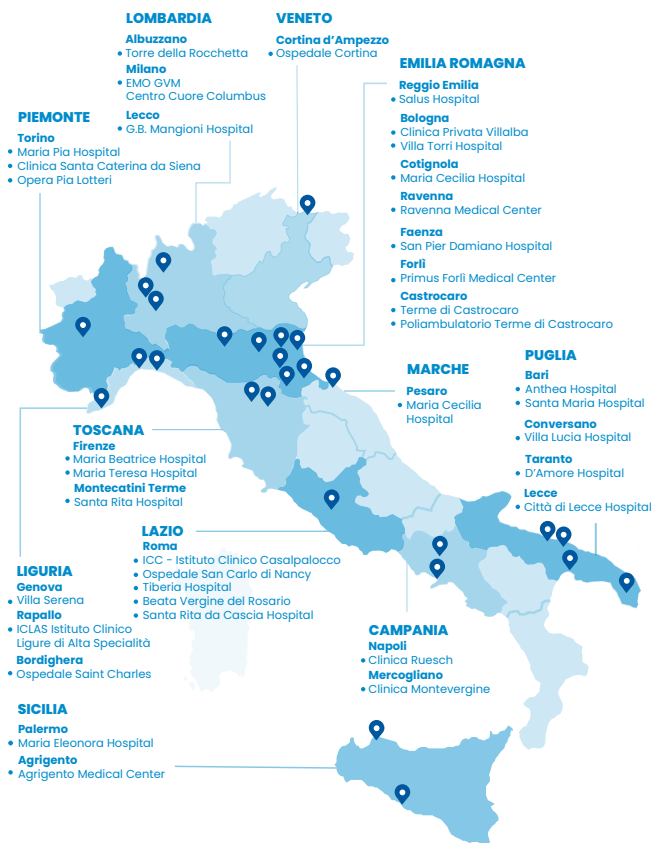 LOMBARDIA
Albuzzano
Torre della Rocchetta
Milano
EMO GVM
Centro Cuore Columbus
Lecco
G.B. Mangioni Hospital
VENETO
Cortina d'Ampezzo
Ospedale Cortina
EMILIA ROMAGNA
Reggio Emilia
Salus Hospital
Bologna
Clinica Privata Villalba
Villa Torri Hospital
Cotignola
Maria Cecilia Hospital
Ravenna
Ravenna Medical Center
Faenza
San Pier Damiano Hospital
Forlì
Primus Forlì Medical Center
Castrocaro
Terme di Castrocaro
Poliambulatorio Terme di Castrocaro
PIEMONTE
Torino
Maria Pia Hospital
Clinica Santa Caterina da Siena
Opera Pia Lotteri
MARCHE
Pesaro
Maria Cecilia
Hospital
PUGLIA
Bari
Anthea Hospital
Santa Maria Hospital
Conversano
Villa Lucia Hospital
Taranto
D'Amore Hospital
Lecce
Città di Lecce Hospital
TOSCANA
Firenze
Maria Beatrice Hospital
Maria Teresa Hospital
Montecatini Terme
Santa Rita Hospital
LAZIO
Roma
ICC - Istituto Clinico Casalpalocco
Ospedale San Carlo di Nancy
Tiberia Hospital
Beata Vergine del Rosario
Santa Rita da Cascia Hospital
LIGURIA
Genova
Villa Serena
Rapallo
ICLAS Istituto Clinico
Ligure di Alta Specialità
Bordighera
Ospedale Saint Charles
CAMPANIA
Napoli
Clinica Ruesch
Mercogliano
Clinica Montevergine
SICILIA
Palermo
Maria Eleonora Hospital
Agrigento
Agrigento Medical Center